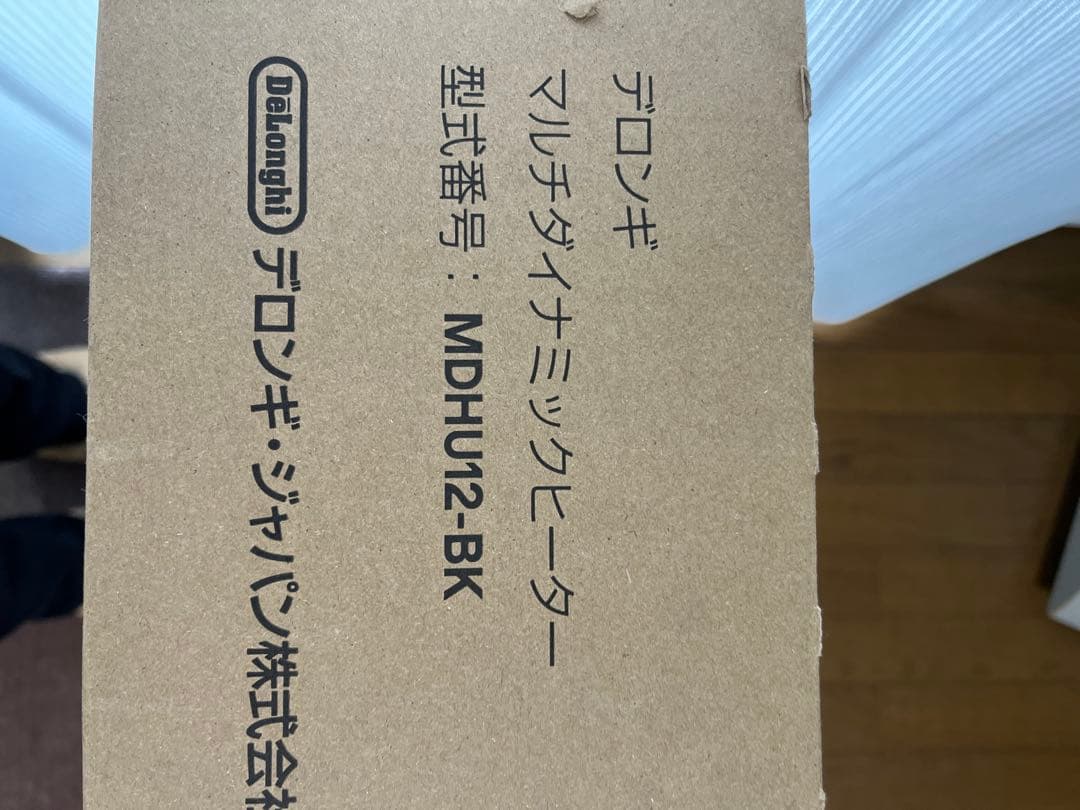 デロンギ
マルチダイナミックヒーター
型式番号：MDHU12-BK
DeLonghi デロンギ・ジャパン株式会社